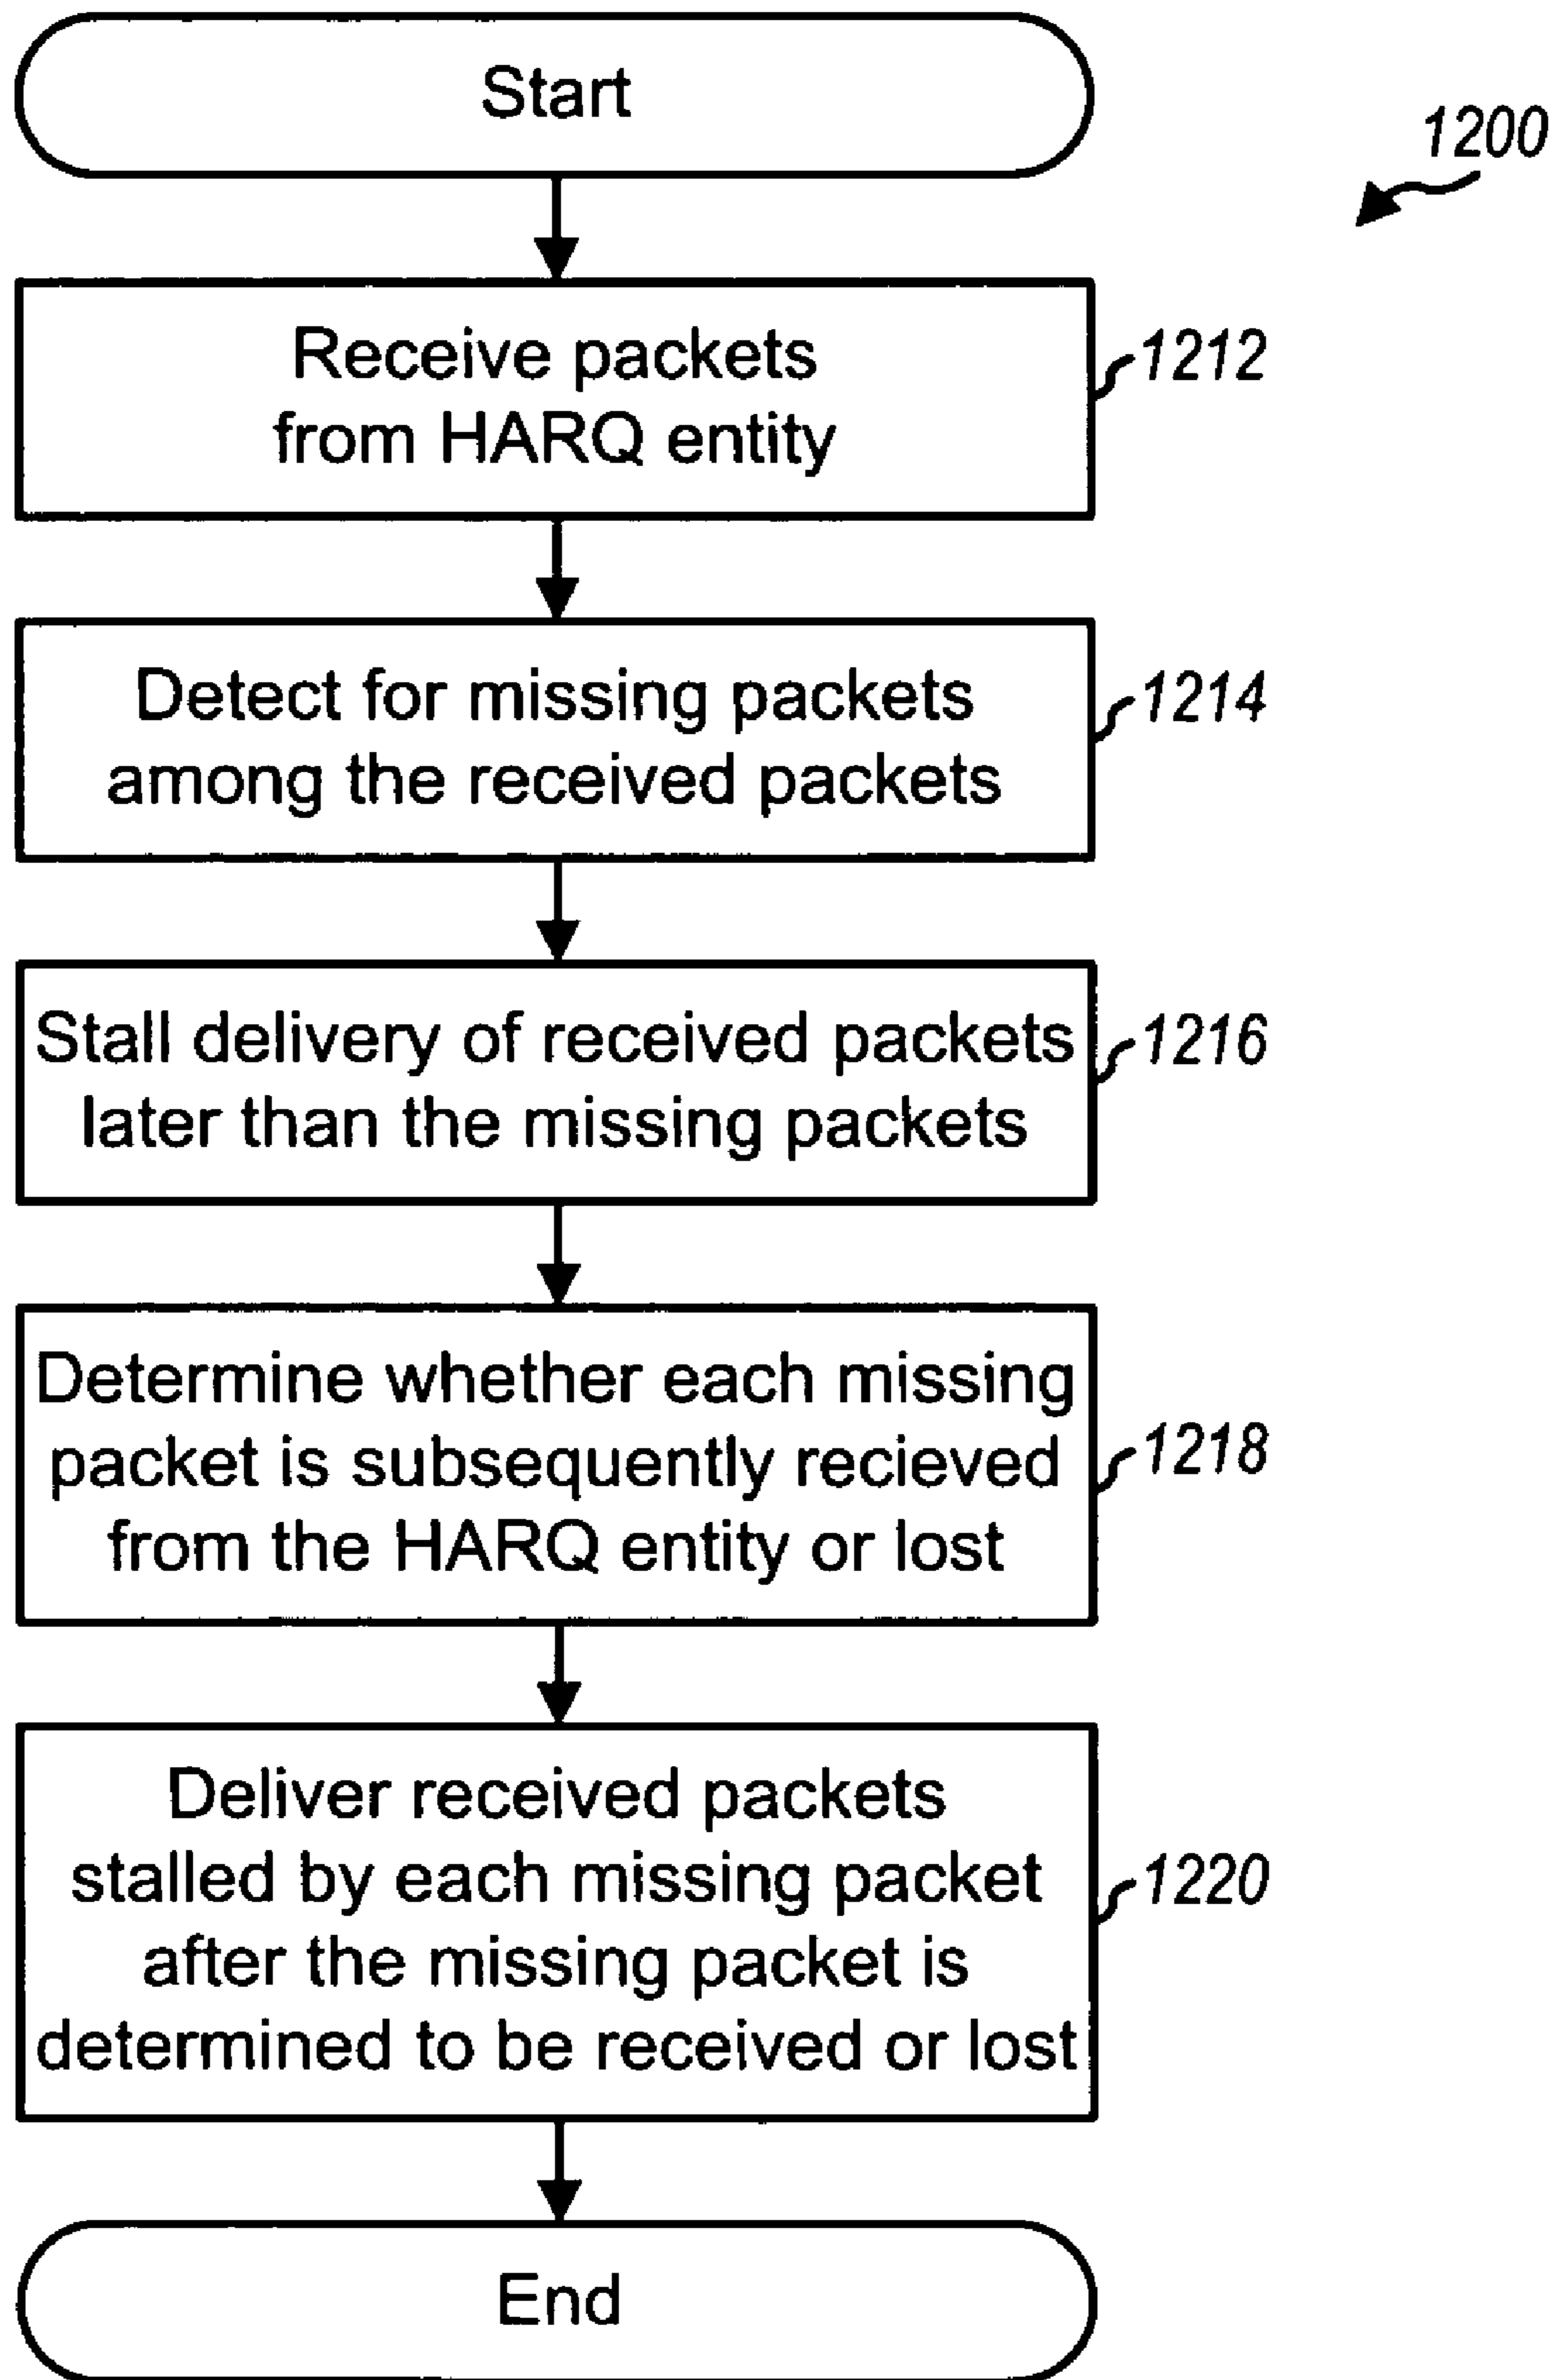 Start
1200
Receive packets
from HARQ entity
1212
Detect for missing packets
among the received packets
1214
Stall delivery of received packets
later than the missing packets
1216
Determine whether each missing
packet is subsequently recieved
from the HARQ entity or lost
1218
Deliver received packets
stalled by each missing packet
after the missing packet is
determined to be received or lost
1220
End